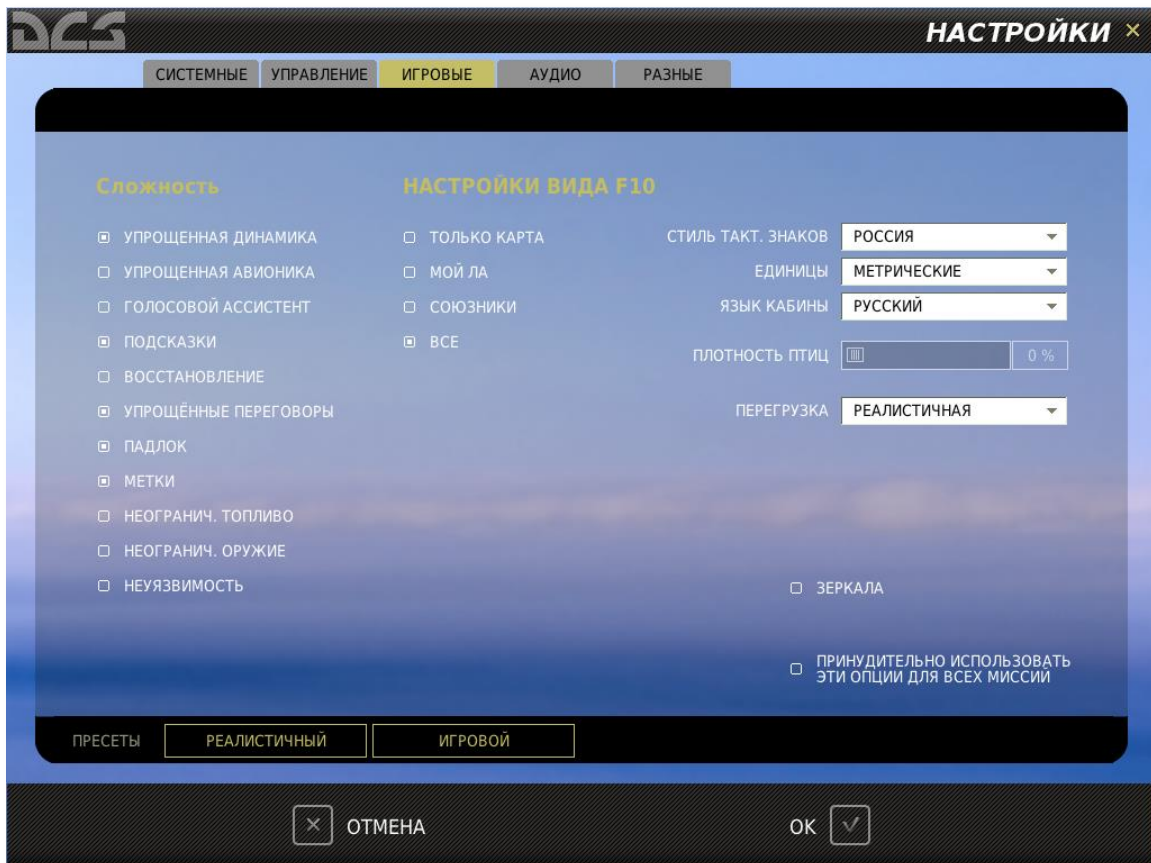 DCS
НАСТРОЙКИ
СИСТЕМНЫЕ УПРАВЛЕНИЕ ИГРОВЫЕ АУДИО РАЗНЫЕ
Сложность
УПРОЩЕННАЯ ДИНАМИКА
УПРОЩЕННАЯ АВИОНИКА
ГОЛОСОВОЙ АССИСТЕНТ
ПОДСКАЗКИ
ВОССТАНОВЛЕНИЕ
УПРОЩЁННЫЕ ПЕРЕГОВОРЫ
ПАДЛОК
МЕТКИ
НЕОГРАНИЧ. ТОПЛИВО
НЕОГРАНИЧ. ОРУЖИЕ
НЕУЯЗВИМОСТЬ
НАСТРОЙКИ ВИДА F10
ТОЛЬКО КАРТА
МОЙ ЛА
СОЮЗНИКИ
ВСЕ
СТИЛЬ ТАКТ. ЗНАКОВ РОССИЯ
ЕДИНИЦЫ МЕТРИЧЕСКИЕ
ЯЗЫК КАБИНЫ РУССКИЙ
ПЛОТНОСТЬ ПТИЦ 0 %
ПЕРЕГРУЗКА РЕАЛИСТИЧНАЯ
ЗЕРКАЛА
ПРИНУДИТЕЛЬНО ИСПОЛЬЗОВАТЬ
ЭТИ ОПЦИИ ДЛЯ ВСЕХ МИССИЙ
ПРЕСЕТЫ РЕАЛИСТИЧНЫЙ ИГРОВОЙ
ОТМЕНА OK